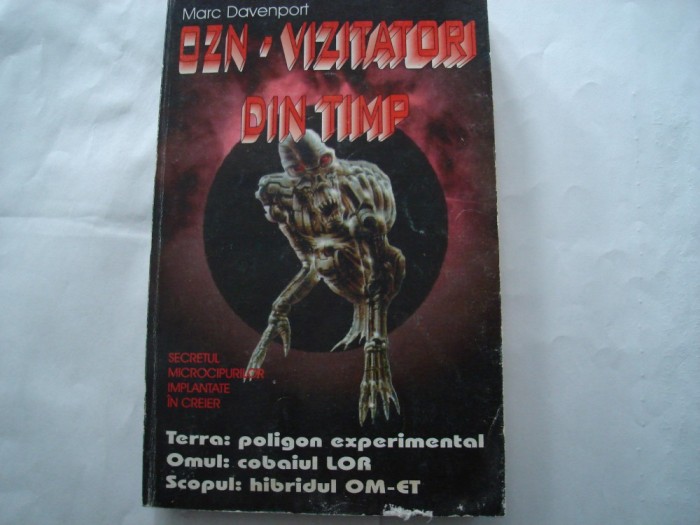 Marc Davenport
OZN - VIZITATORI
DIN TIMP
SECRETUL
MICROCIPURILOR
IMPLANTATE
ÎN CREIER
Terra: poligon experimental
Omul: cobaiul LOR
Scopul: hibridul OM-ET